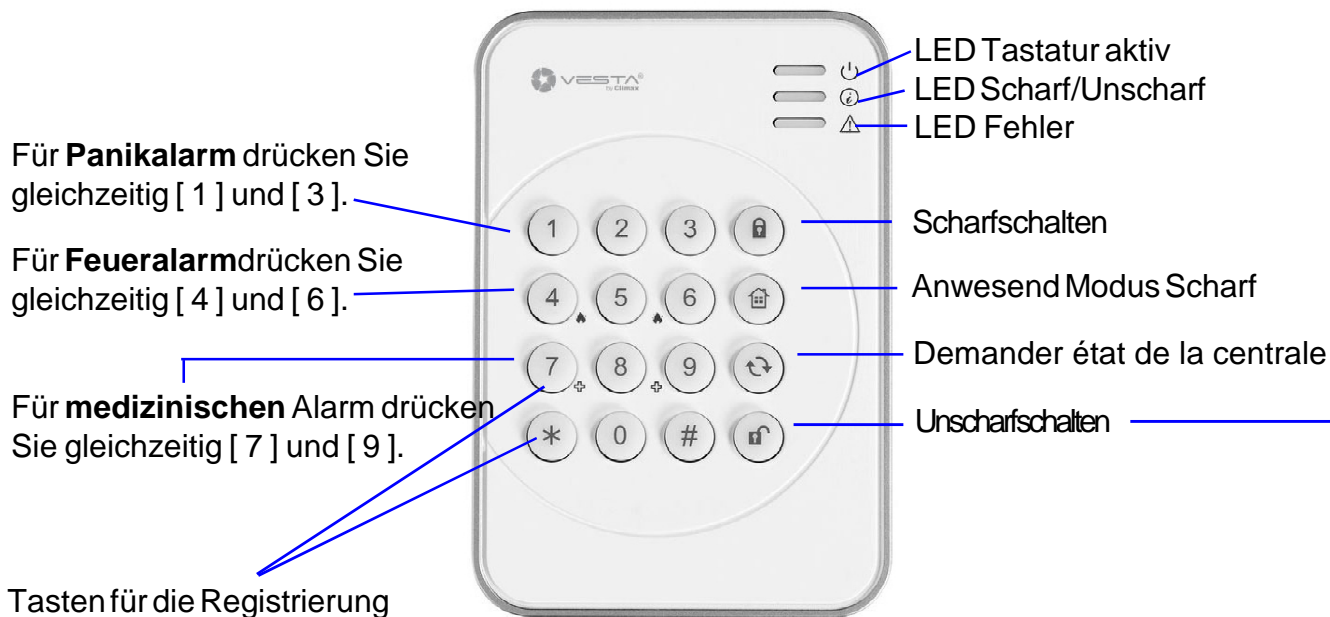 VESTA®
by Climax
LED Tastatur aktiv
LED Scharf/Unscharf
LED Fehler
Für Panikalarm drücken Sie
gleichzeitig [ 1 ] und [ 3 ].
Für Feueralarmdrücken Sie
gleichzeitig [ 4 ] und [ 6 ].
Für medizinischen Alarm drücken
Sie gleichzeitig [ 7 ] und [ 9 ].
Tasten für die Registrierung
1 2 3
4 5 6
7 8 9
* 0 #
Scharfschalten
Anwesend Modus Scharf
Demander état de la centrale
Unscharfschalten